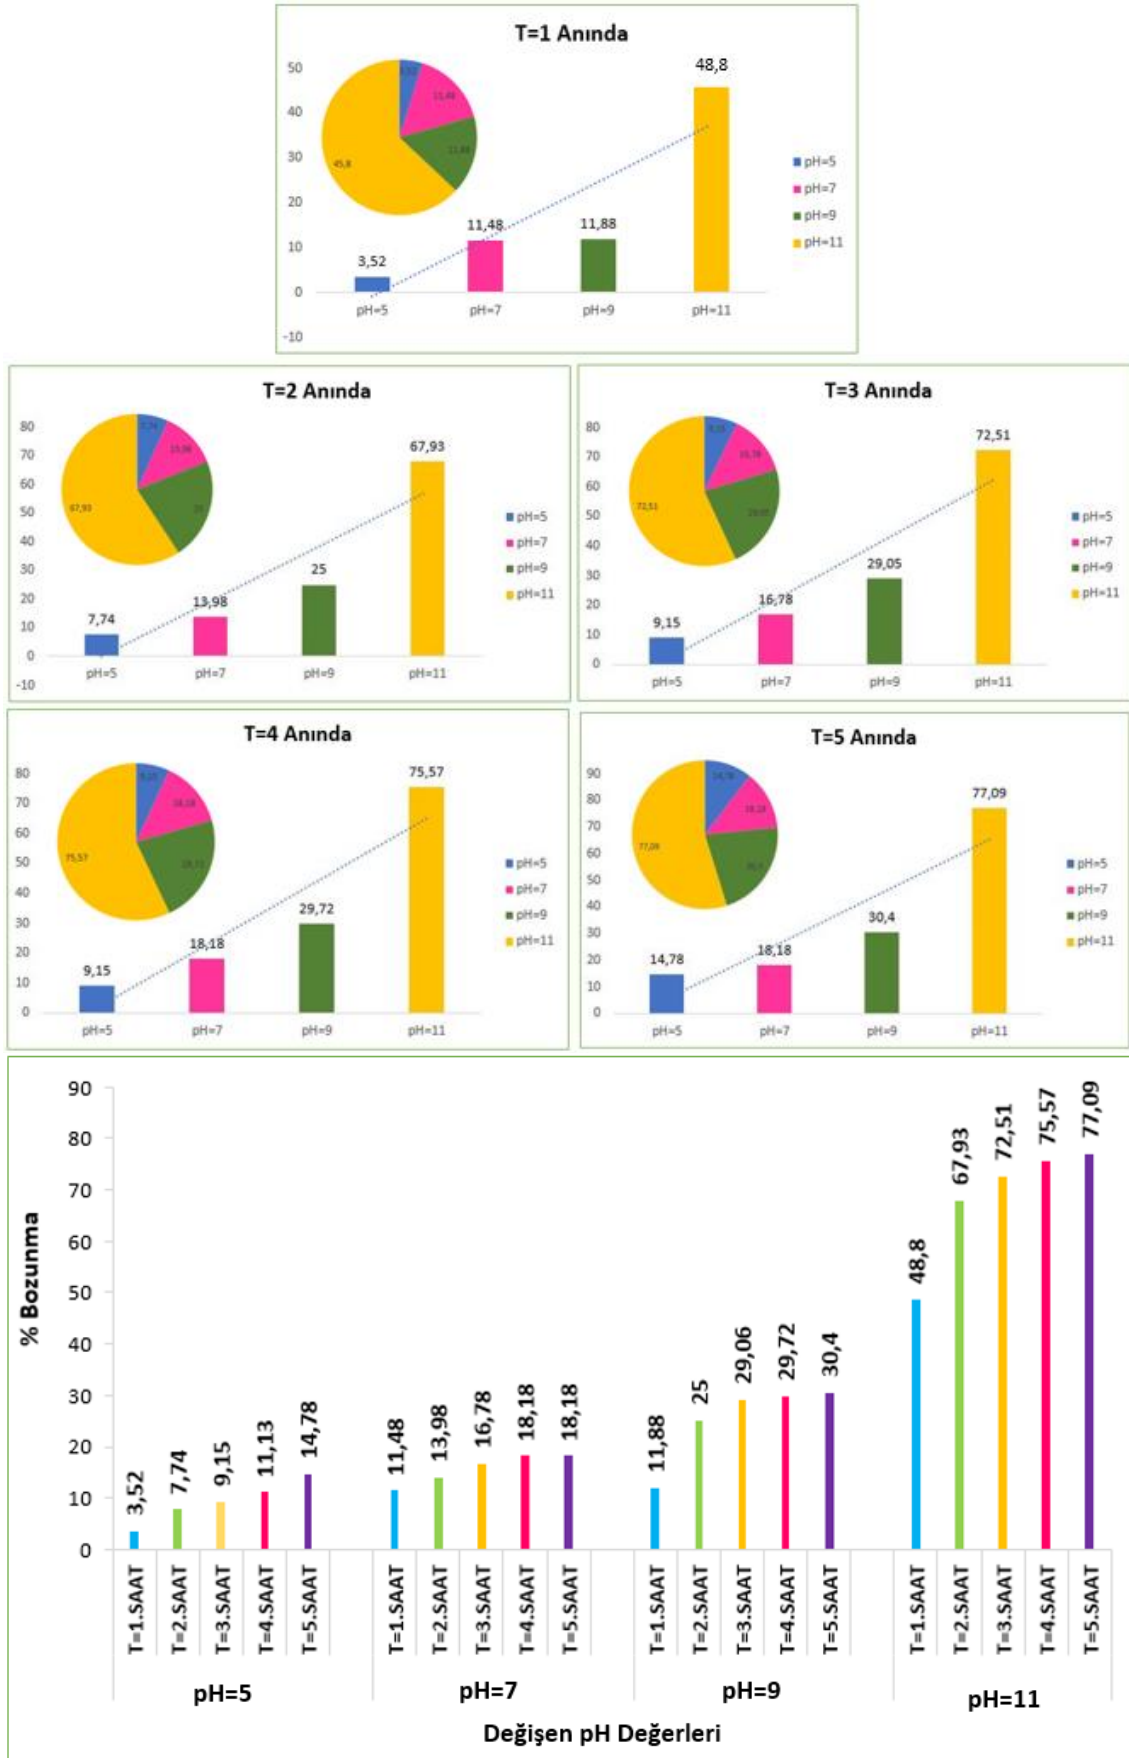 T=1 Anında
50
40
30
20
10
0
-10
3,52
11,48
11,88
48,8
45,8
pH=5
pH=7
pH=9
pH=11
pH=5
pH=7
pH=9
pH=11
T=2 Anında
80
70
60
50
40
30
20
10
0
-10
7,74
13,98
25
67,93
67,93
pH=5
pH=7
pH=9
pH=11
pH=5
pH=7
pH=9
pH=11
T=3 Anında
80
70
60
50
40
30
20
10
0
9,15
16,78
29,05
72,51
72,51
pH=5
pH=7
pH=9
pH=11
pH=5
pH=7
pH=9
pH=11
T=4 Anında
80
70
60
50
40
30
20
10
0
9,15
18,18
29,72
75,57
75,57
pH=5
pH=7
pH=9
pH=11
pH=5
pH=7
pH=9
pH=11
T=5 Anında
90
80
70
60
50
40
30
20
10
0
14,78
18,18
30,4
77,09
77,09
pH=5
pH=7
pH=9
pH=11
pH=5
pH=7
pH=9
pH=11
% Bozunma
90
80
70
60
50
40
30
20
10
0
3,52
7,74
9,15
11,13
14,78
11,48
13,98
16,78
18,18
18,18
11,88
25
29,06
29,72
30,4
48,8
67,93
72,51
75,57
77,09
T=1.SAAT
T=2.SAAT
T=3.SAAT
T=4.SAAT
T=5.SAAT
T=1.SAAT
T=2.SAAT
T=3.SAAT
T=4.SAAT
T=5.SAAT
T=1.SAAT
T=2.SAAT
T=3.SAAT
T=4.SAAT
T=5.SAAT
T=1.SAAT
T=2.SAAT
T=3.SAAT
T=4.SAAT
T=5.SAAT
pH=5
pH=7
pH=9
pH=11
Değişen pH Değerleri